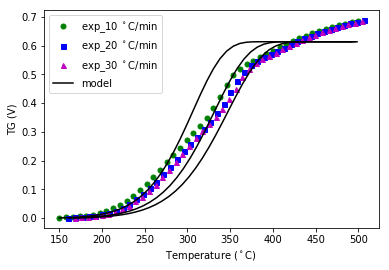 exp_10 °C/min
exp_20 °C/min
exp_30 °C/min
model
0.7
0.6
0.5
0.4
0.3
0.2
0.1
0.0
TG (V)
150 200 250 300 350 400 450 500
Temperature (°C)